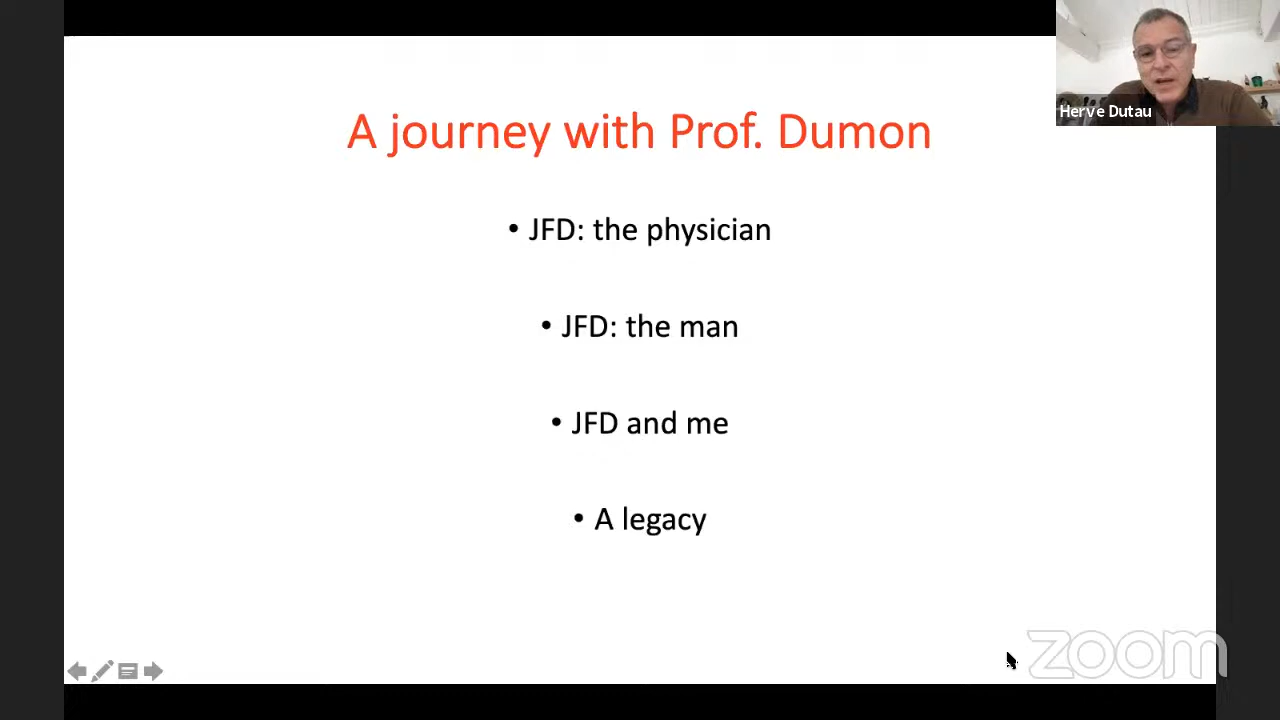 Herve Dutau
A journey with Prof. Dumon
• JFD: the physician
• JFD: the man
• JFD and me
• A legacy
zoom